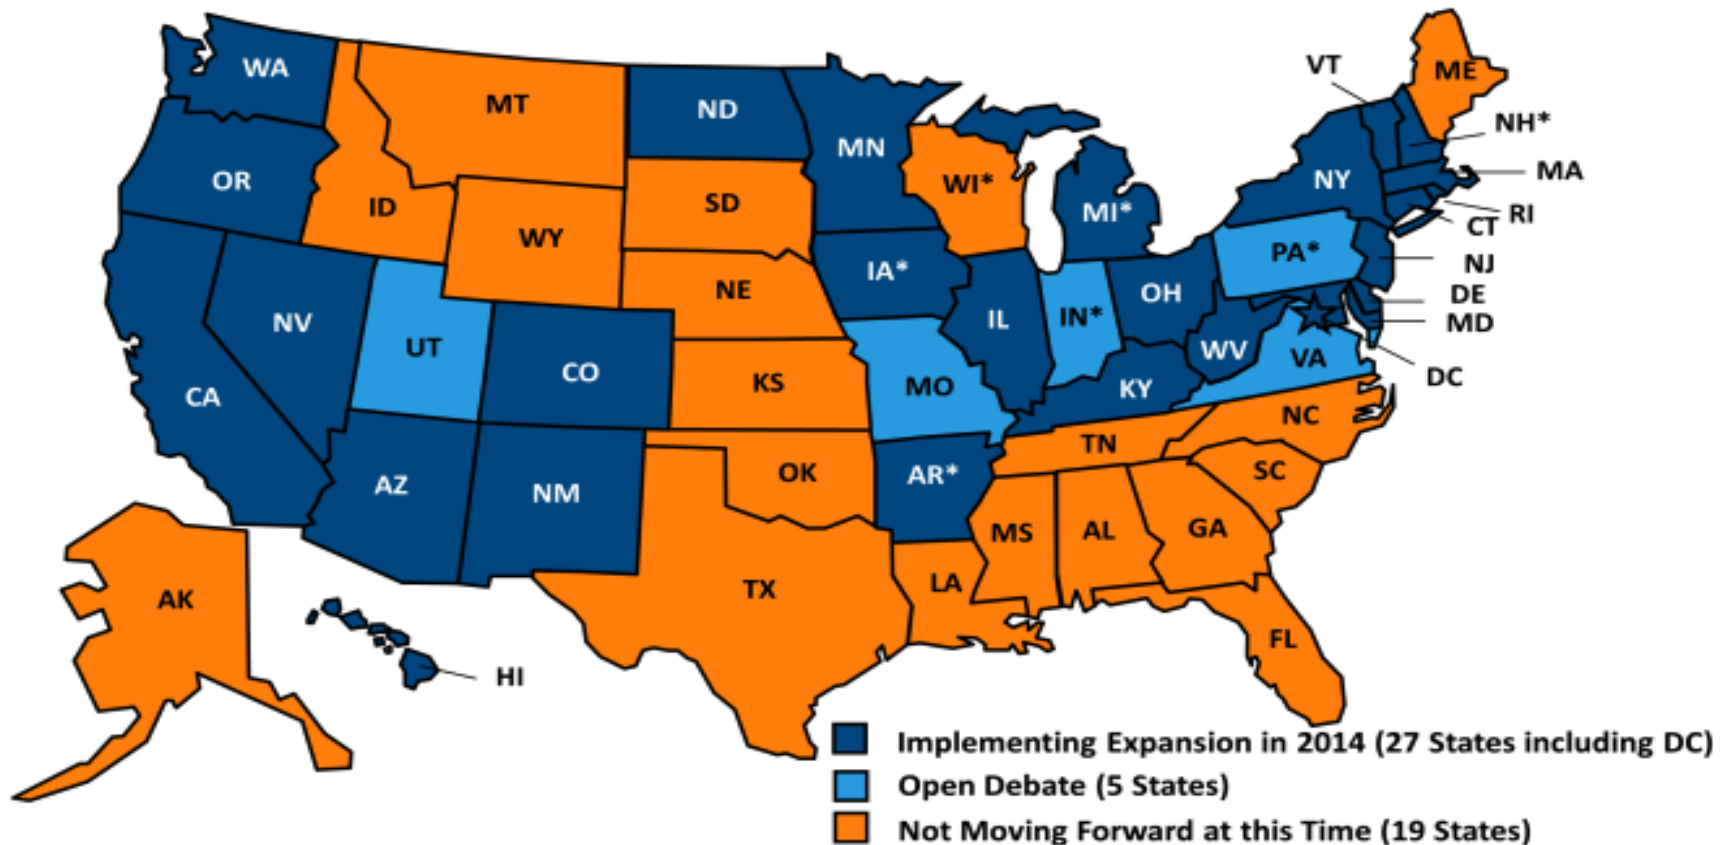 WA
MT
ND
MN
VT
ME
NH*
MA
OR
ID
SD
WI*
MI*
NY
RI
CT
WY
IA*
PA*
NJ
NE
OH
DE
NV
IL
IN*
MD
UT
CO
KS
MO
WV
VA
DC
CA
KY
NC
TN
AZ
NM
OK
AR*
SC
MS
AL
GA
AK
TX
LA
FL
HI
Implementing Expansion in 2014 (27 States including DC)
Open Debate (5 States)
Not Moving Forward at this Time (19 States)